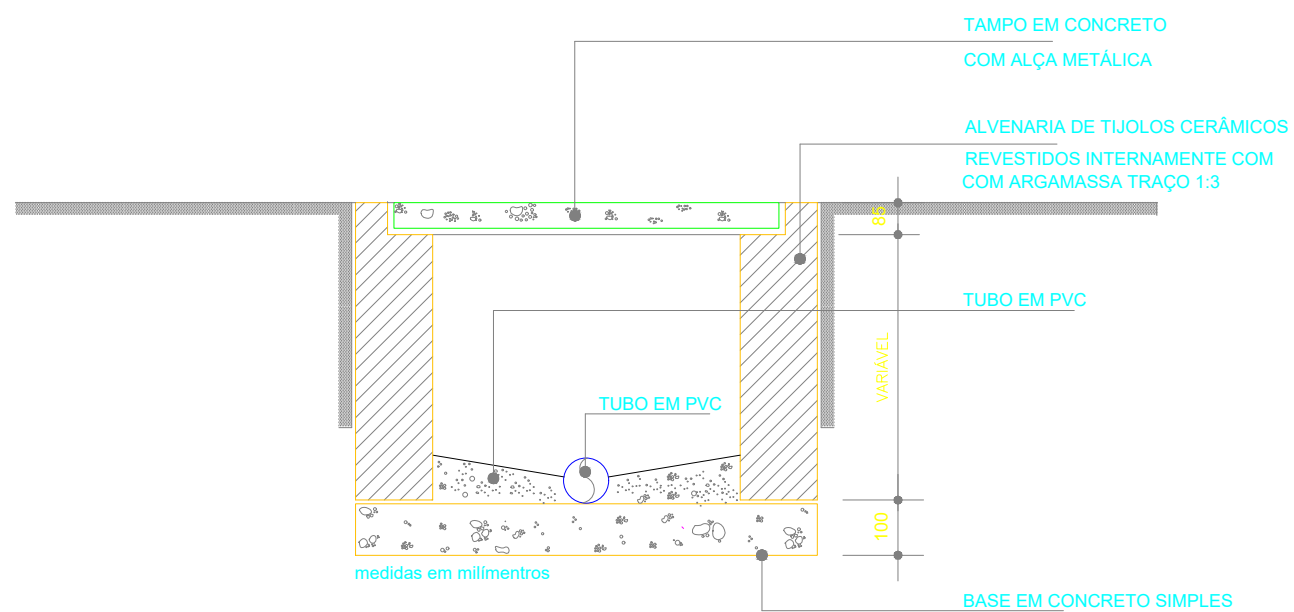 TAMPO EM CONCRETO
COM ALÇA METÁLICA
ALVENARIA DE TIJOLOS CERÂMICOS
REVESTIDOS INTERNAMENTE COM
COM ARGAMASSA TRAÇO 1:3
85
TUBO EM PVC
VARIÁVEL
TUBO EM PVC
100
medidas em milímentros
BASE EM CONCRETO SIMPLES